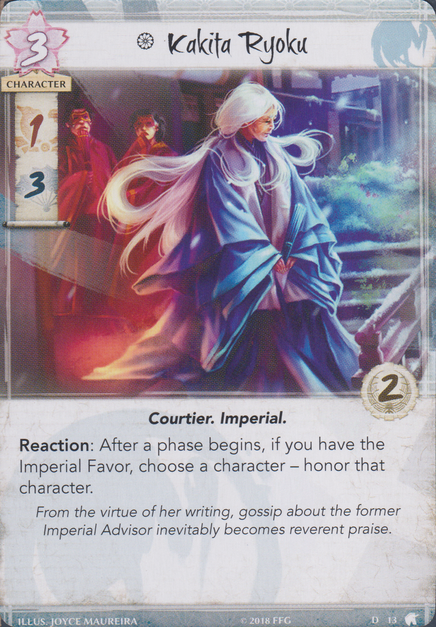 3
Kakita Ryoku
CHARACTER
1
3
2
Courtier. Imperial.
Reaction: After a phase begins, if you have the
Imperial Favor, choose a character – honor that
character.
From the virtue of her writing, gossip about the former
Imperial Advisor inevitably becomes reverent praise.
ILLUS. JOYCE MAUREIRA © 2018 FFG D 13